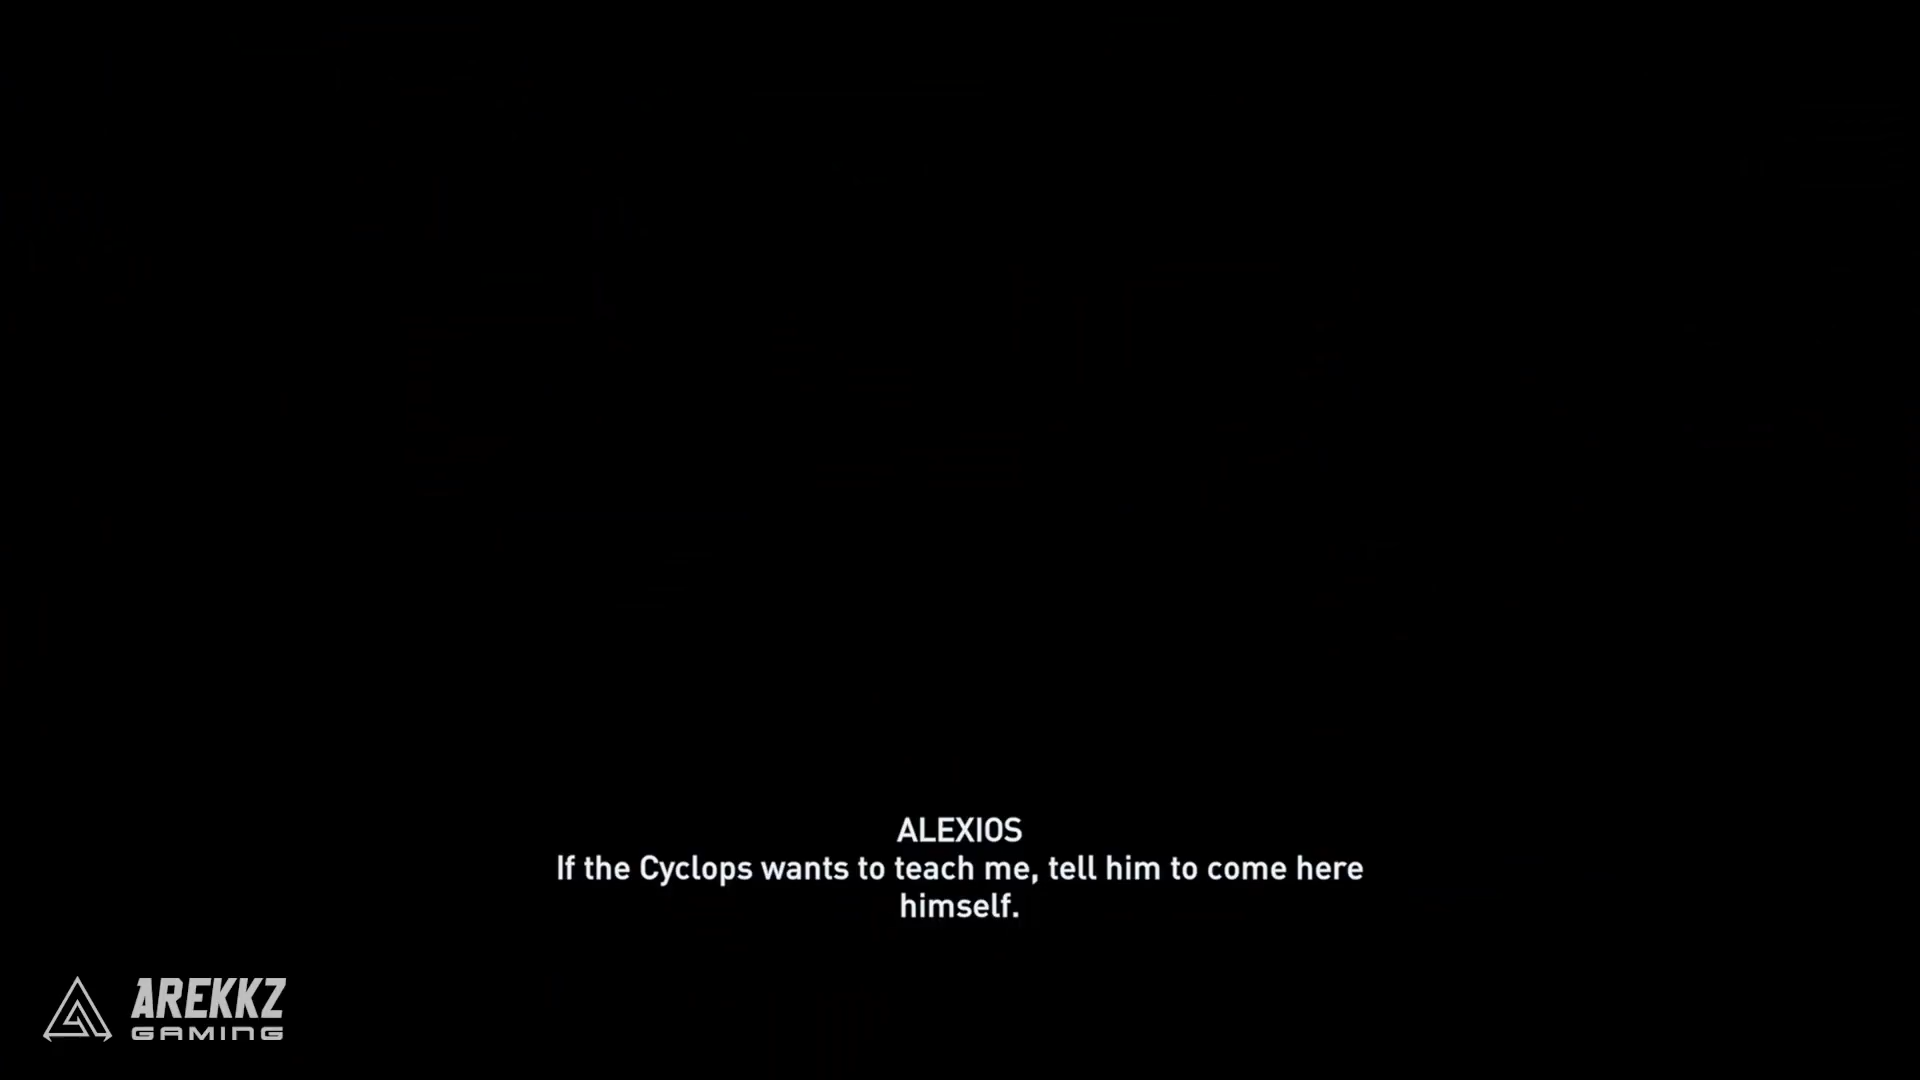 ALEXIOS
If the Cyclops wants to teach me, tell him to come here
himself.
AREKKZ
GAMING